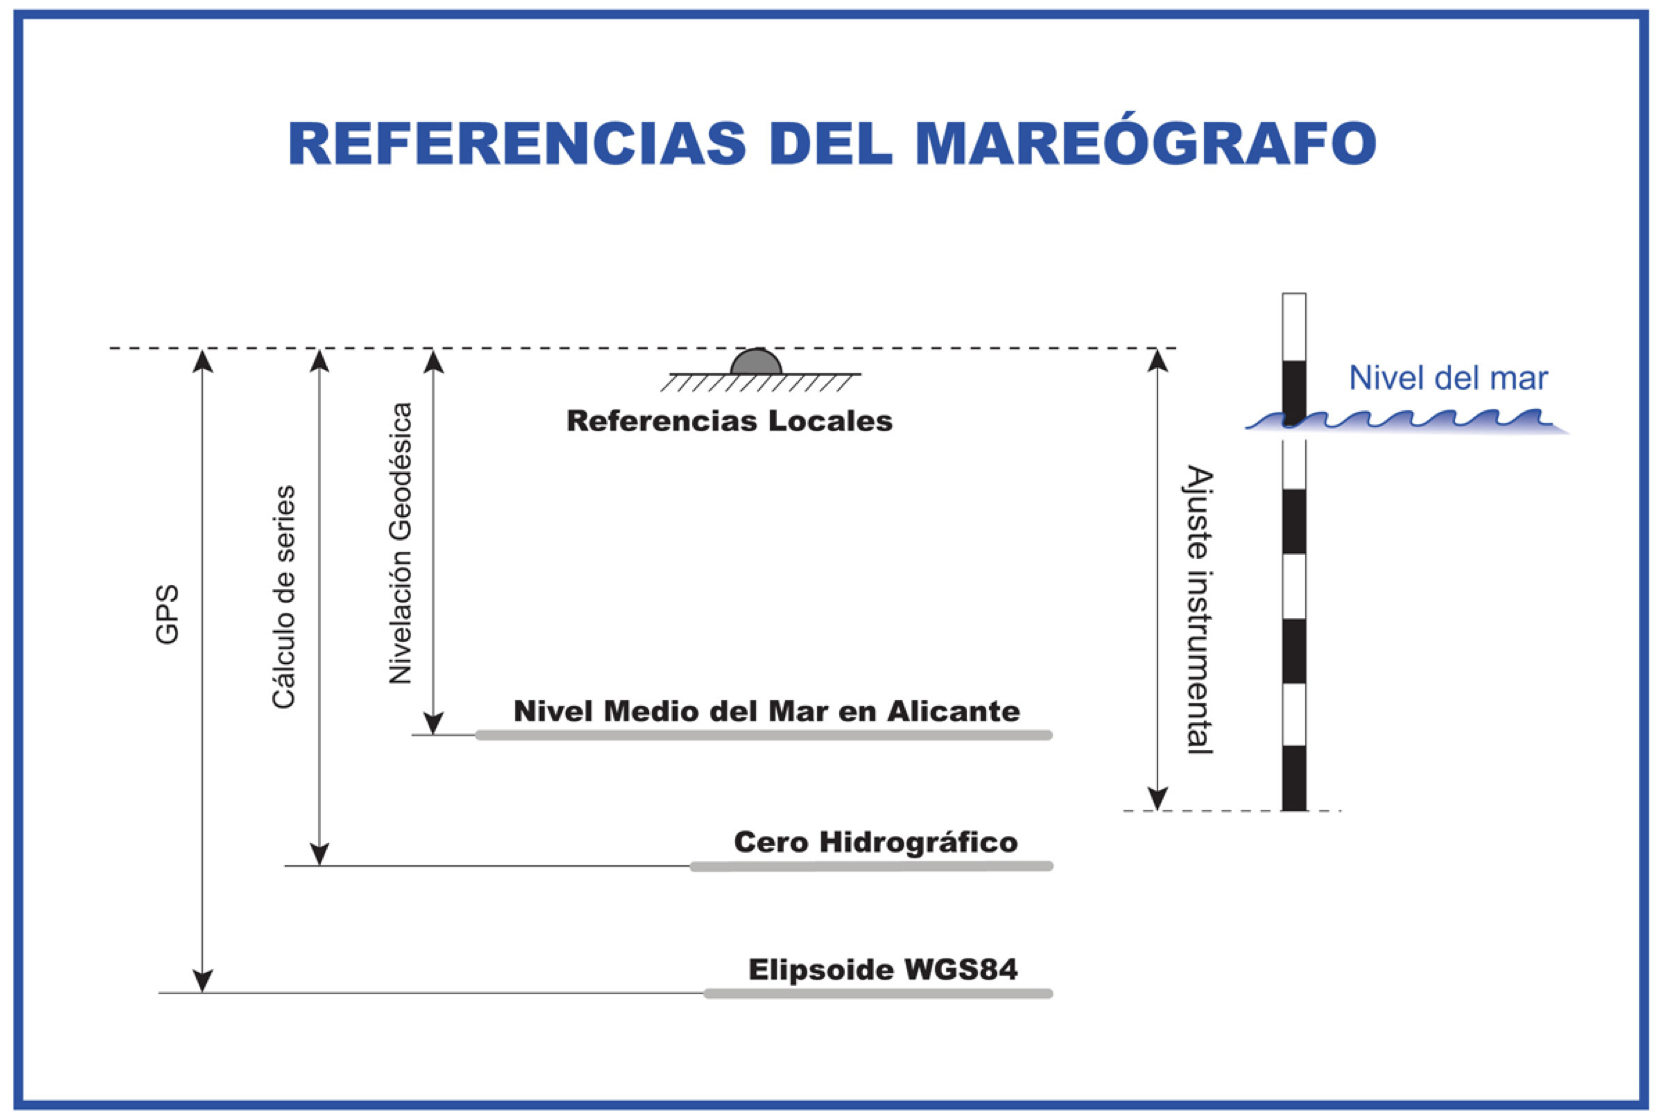 REFERENCIAS DEL MAREÓGRAFO
Nivel del mar
Referencias Locales
GPS
Cálculo de series
Nivelación Geodésica
Ajuste instrumental
Nivel Medio del Mar en Alicante
Cero Hidrográfico
Elipsoide WGS84